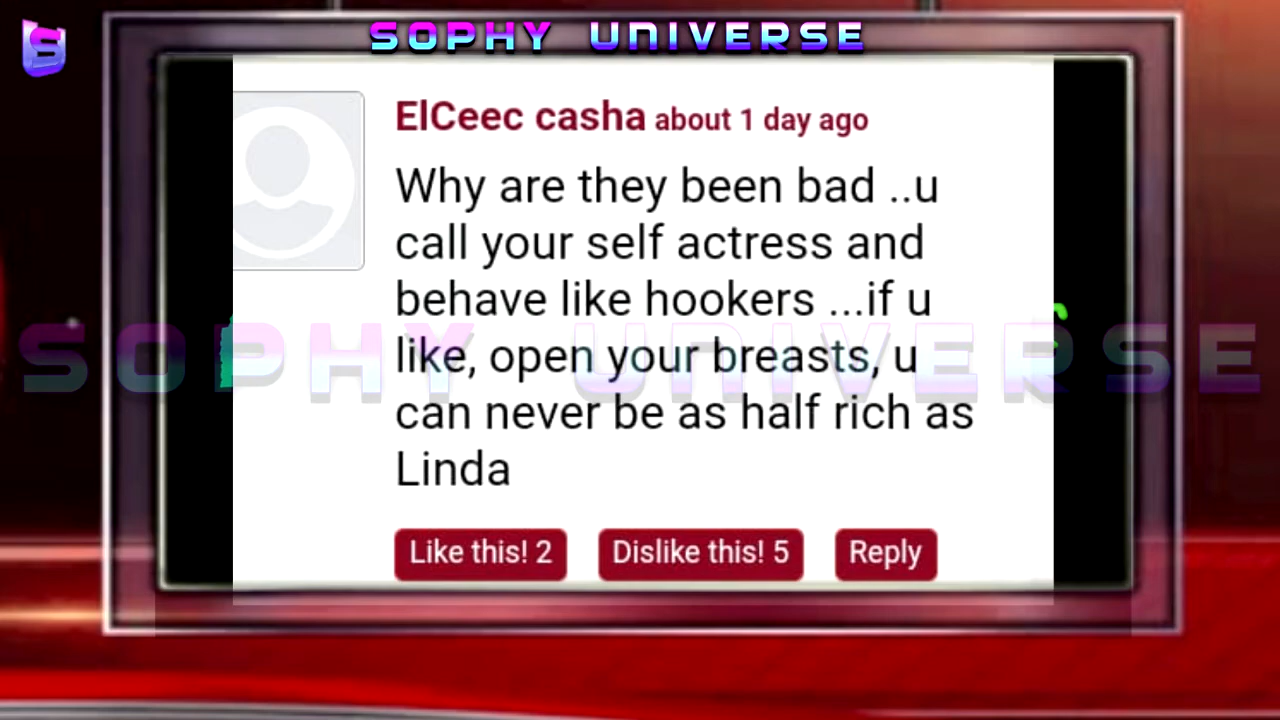 SOPHY UNIVERSE
ElCeec casha about 1 day ago
Why are they been bad ..u
call your self actress and
behave like hookers ...if u
like, open your breasts, u
can never be as half rich as
Linda
SOPHY UNIVERSE
Like this! 2 Dislike this! 5 Reply